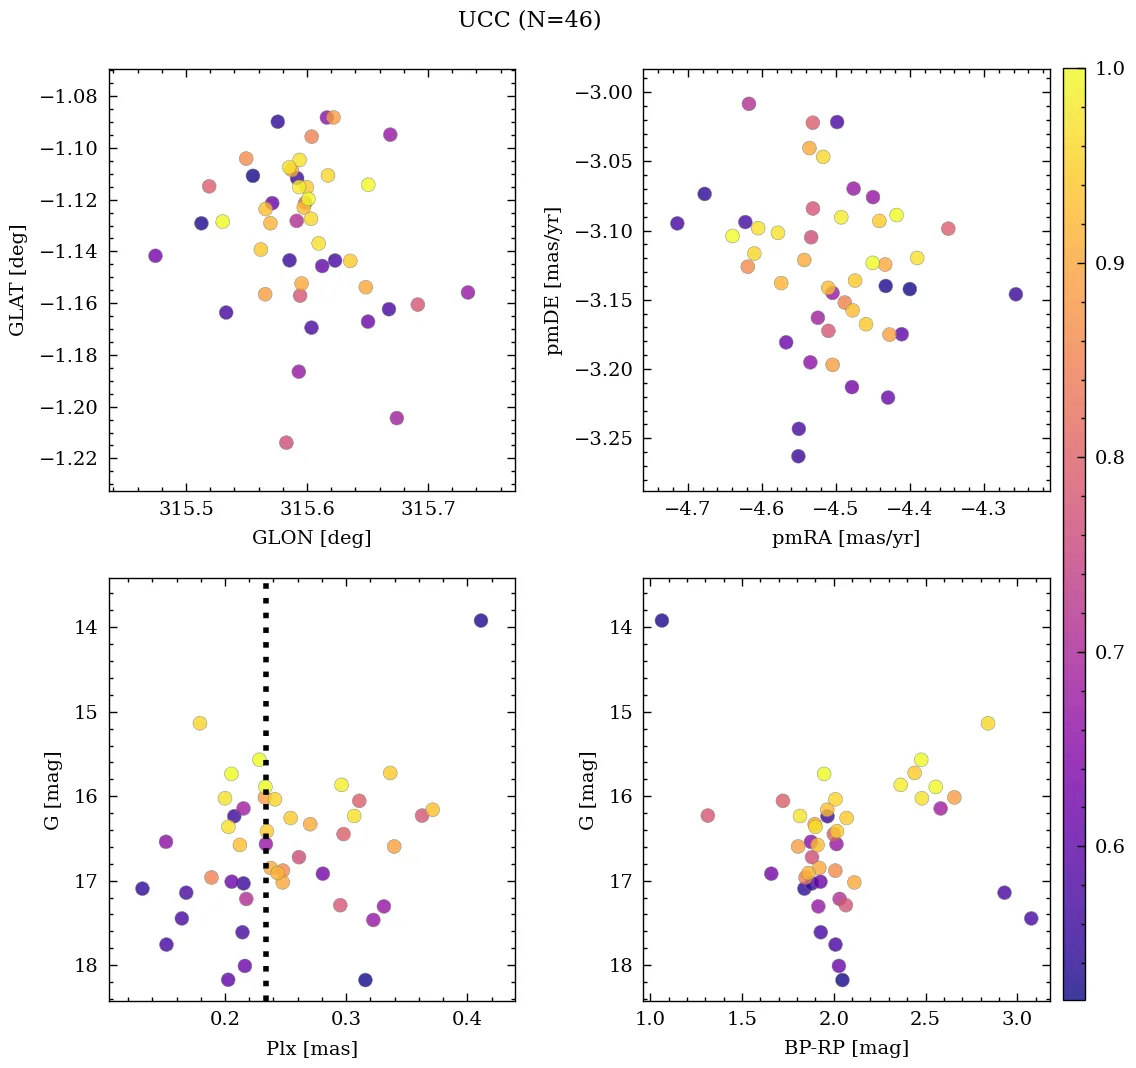 UCC (N=46)
−1.08
−1.10
−1.12
−1.14
−1.16
−1.18
−1.20
−1.22
GLAT [deg]
315.5 315.6 315.7
GLON [deg]
−3.00
−3.05
−3.10
−3.15
−3.20
−3.25
pmDE [mas/yr]
−4.7 −4.6 −4.5 −4.4 −4.3
pmRA [mas/yr]
14
15
16
17
18
G [mag]
0.2 0.3 0.4
Plx [mas]
14
15
16
17
18
G [mag]
1.0 1.5 2.0 2.5 3.0
BP-RP [mag]
1.0
0.9
0.8
0.7
0.6